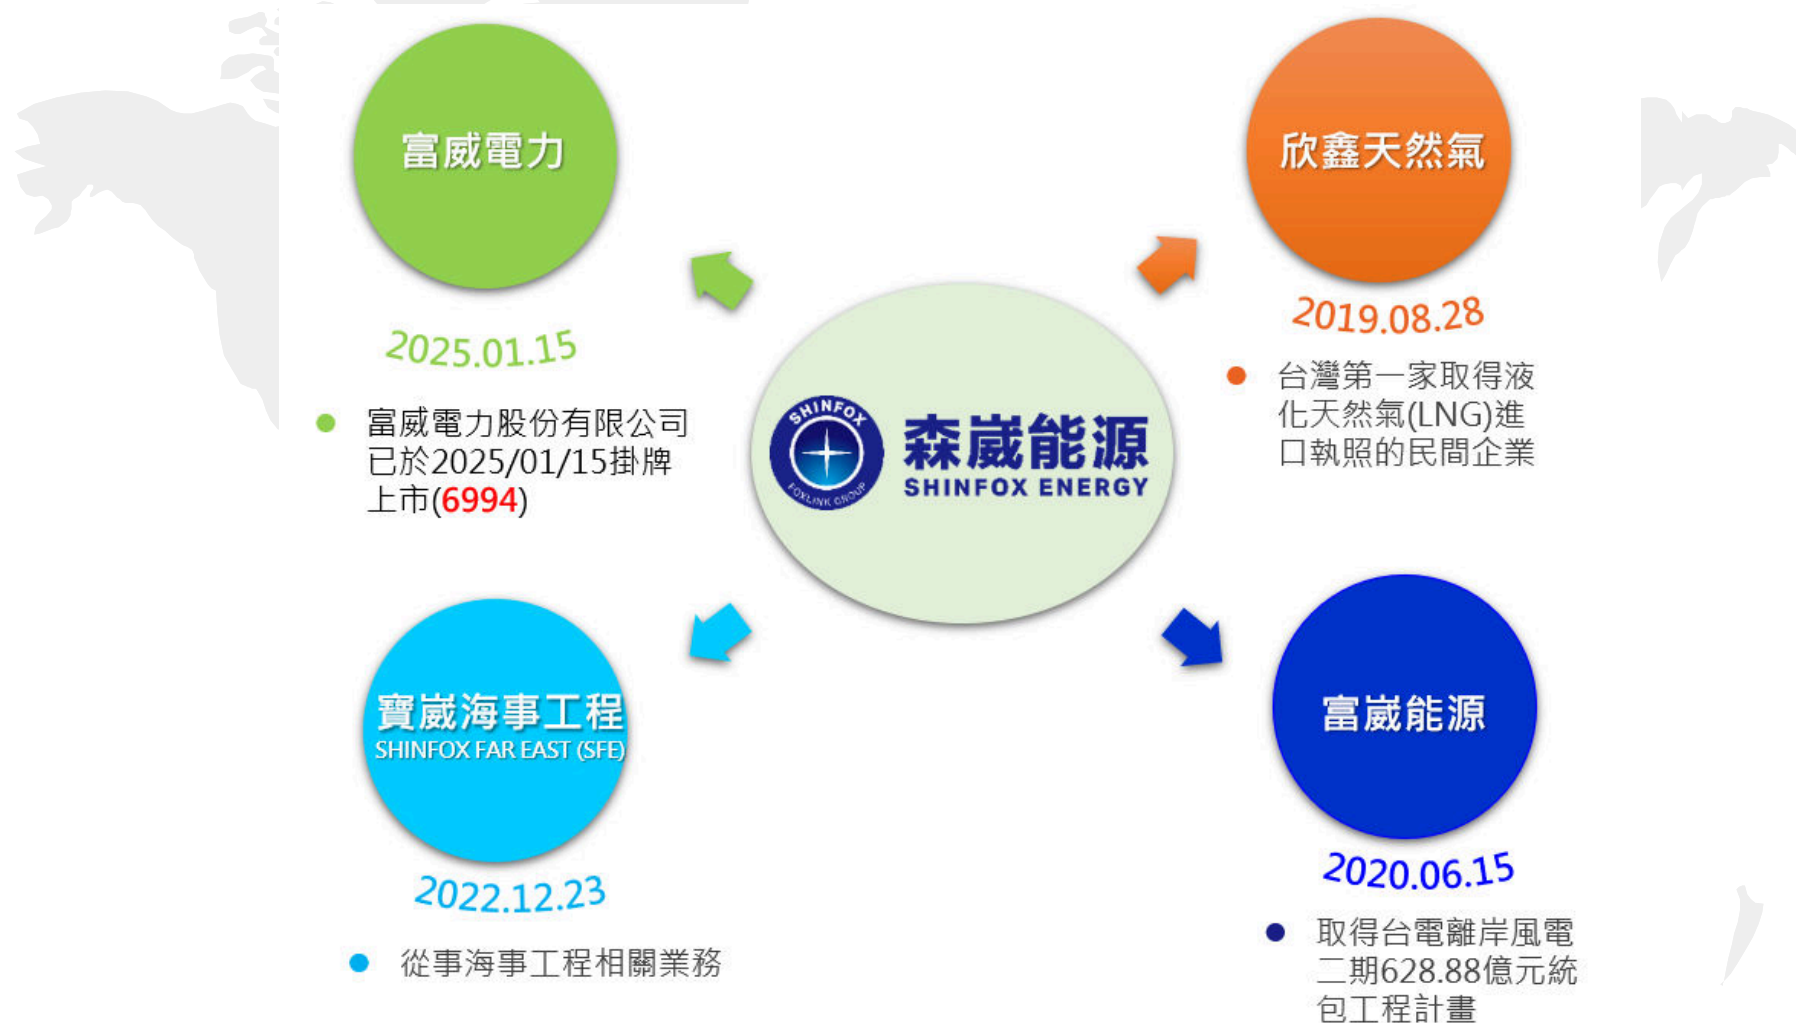 富威電力
2025.01.15
富威電力股份有限公司
已於2025/01/15掛牌
上市(6994)
欣鑫天然氣
2019.08.28
台灣第一家取得液
化天然氣(LNG)進
口執照的民間企業
SHINFOX
FOXLINK GROUP
森崴能源
SHINFOX ENERGY
寶崴海事工程
SHINFOX FAR EAST (SFE)
2022.12.23
從事海事工程相關業務
富崴能源
2020.06.15
取得台電離岸風電
二期628.88億元統
包工程計畫